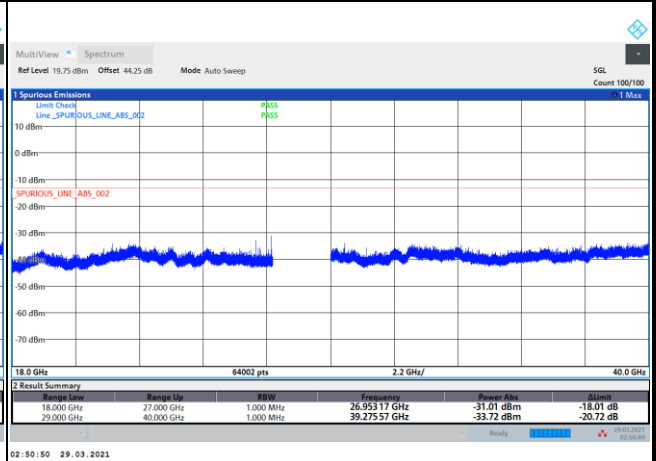 MultiView Spectrum
Ref Level 19.75 dBm Offset 44.25 dB Mode Auto Sweep SGL
Count 100/100
1 Spurious Emissions 1 Max
Limit Check PASS
Line _SPURIOUS_LINE_ABS_002 PASS
10 dBm
0 dBm
-10 dBm
_SPURIOUS_LINE_ABS_002
-20 dBm
-30 dBm
-40 dBm
-50 dBm
-60 dBm
-70 dBm
18.0 GHz 64002 pts 2.2 GHz/ 40.0 GHz
2 Result Summary
Range Low Range Up RBW Frequency Power Abs ΔLimit
18.000 GHz 27.000 GHz 1.000 MHz 26.95317 GHz -31.01 dBm -18.01 dB
29.000 GHz 40.000 GHz 1.000 MHz 39.27557 GHz -33.72 dBm -20.72 dB
Ready 29.03.2021
02:50:49
02:50:50 29.03.2021